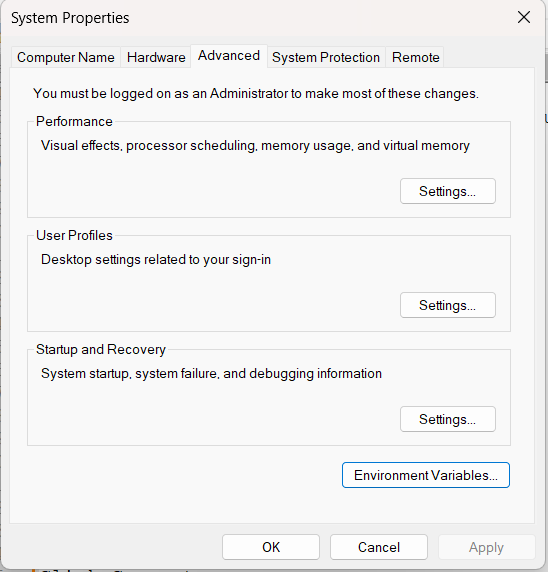 System Properties
Computer Name Hardware Advanced System Protection Remote
You must be logged on as an Administrator to make most of these changes.
Performance
Visual effects, processor scheduling, memory usage, and virtual memory
Settings...
User Profiles
Desktop settings related to your sign-in
Settings...
Startup and Recovery
System startup, system failure, and debugging information
Settings...
Environment Variables...
OK Cancel Apply